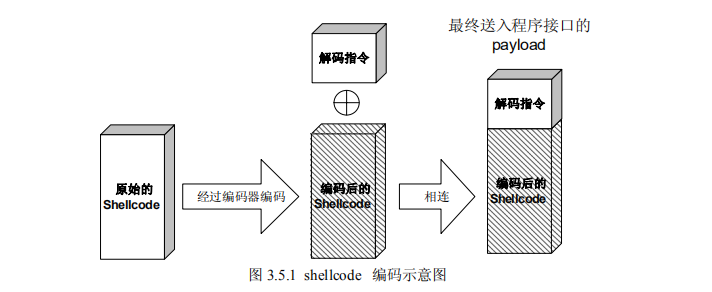 最终送入程序接口的
payload
解码指令
解码指令
原始的
Shellcode
经过编码器编码
编码后的
Shellcode
相连
编码后的
Shellcode
图 3.5.1 shellcode 编码示意图